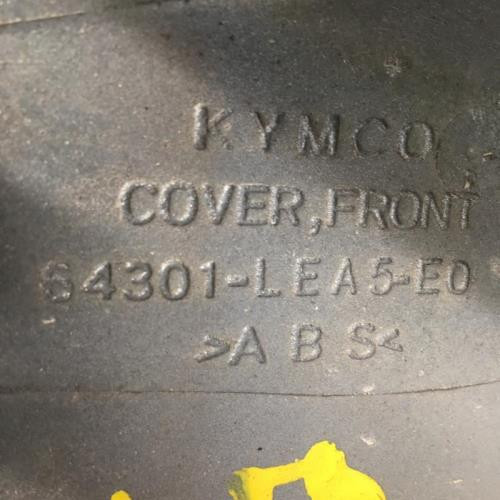 KYMCO
COVER, FRONT
64301-LEA5-E0
>ABS<